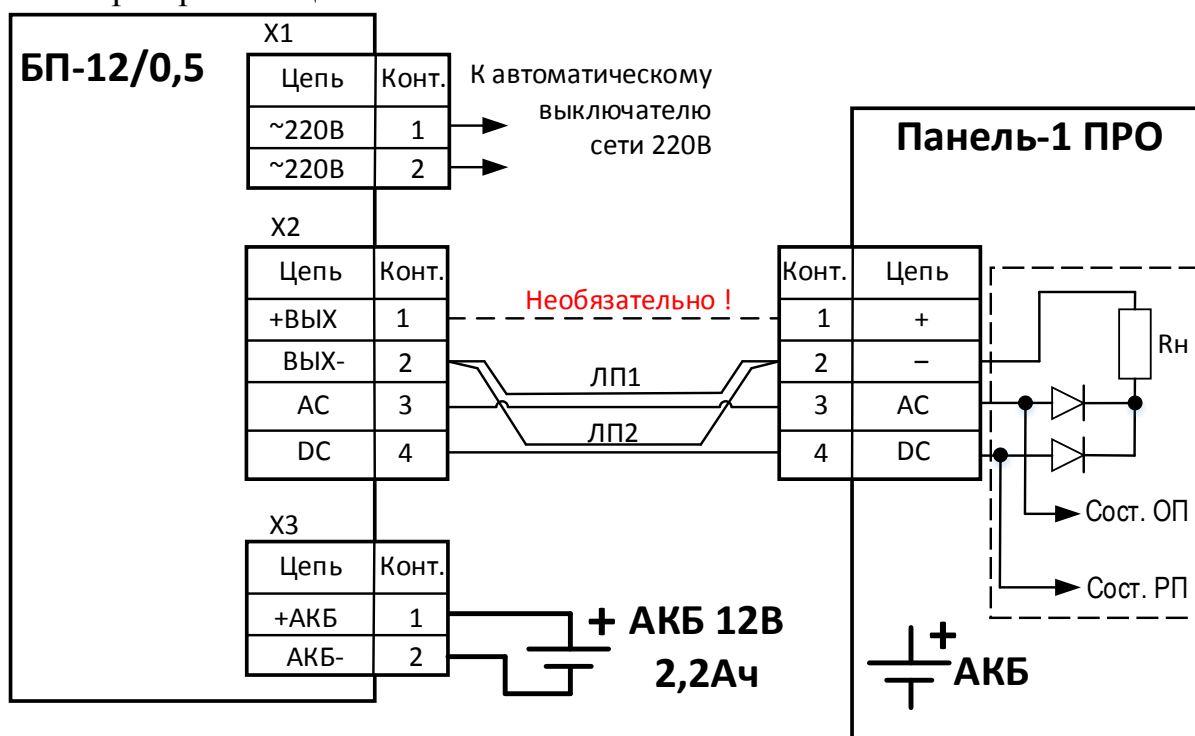 БП-12/0,5
X1
Цепь Конт.
~220В 1
~220В 2
К автоматическому
выключателю
сети 220В
X2
Цепь Конт.
+ВЫХ 1
ВЫХ- 2
AC 3
DC 4
Необязательно !
ЛП1
ЛП2
X3
Цепь Конт.
+АКБ 1
АКБ- 2
+ АКБ 12В
2,2Ач
Панель-1 ПРО
Конт. Цепь
1 +
2 –
3 AC
4 DC
Rн
Сост. ОП
Сост. РП
+
АКБ